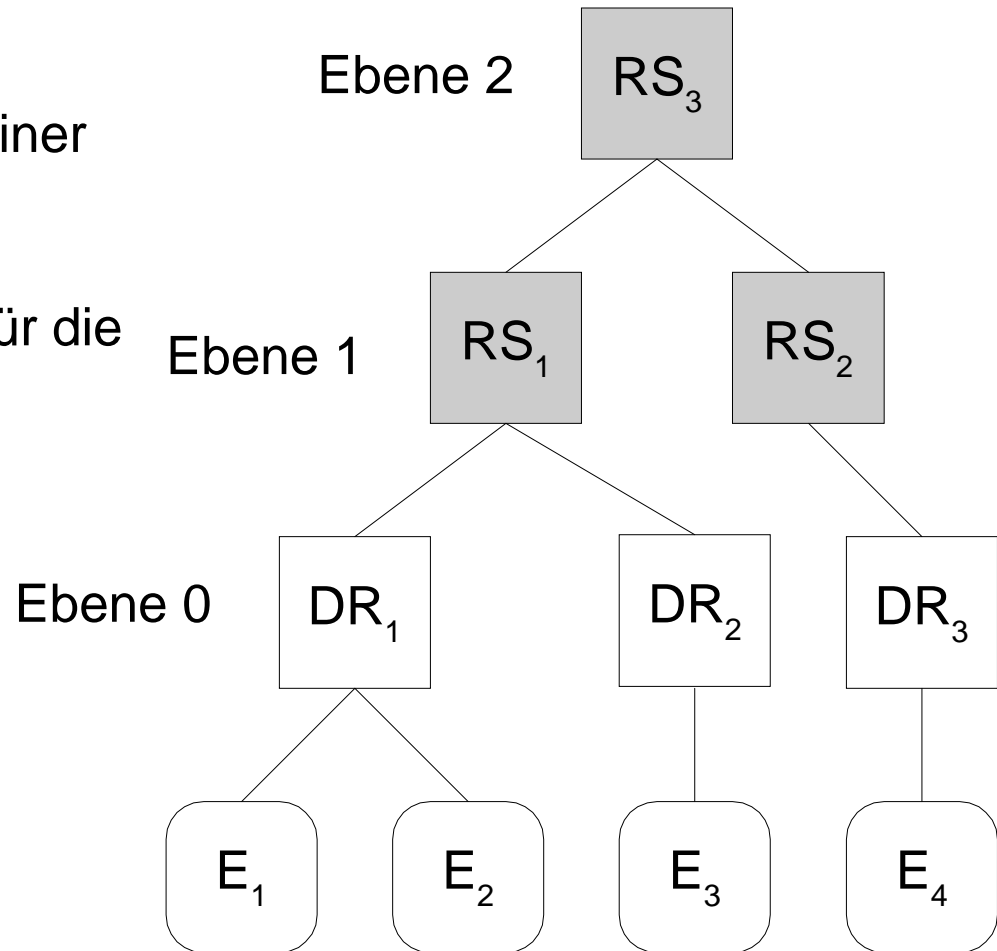 Ebene 2 RS₃
iner
ür die
Ebene 1 RS₁ RS₂
Ebene 0 DR₁ DR₂ DR₃
E₁ E₂ E₃ E₄